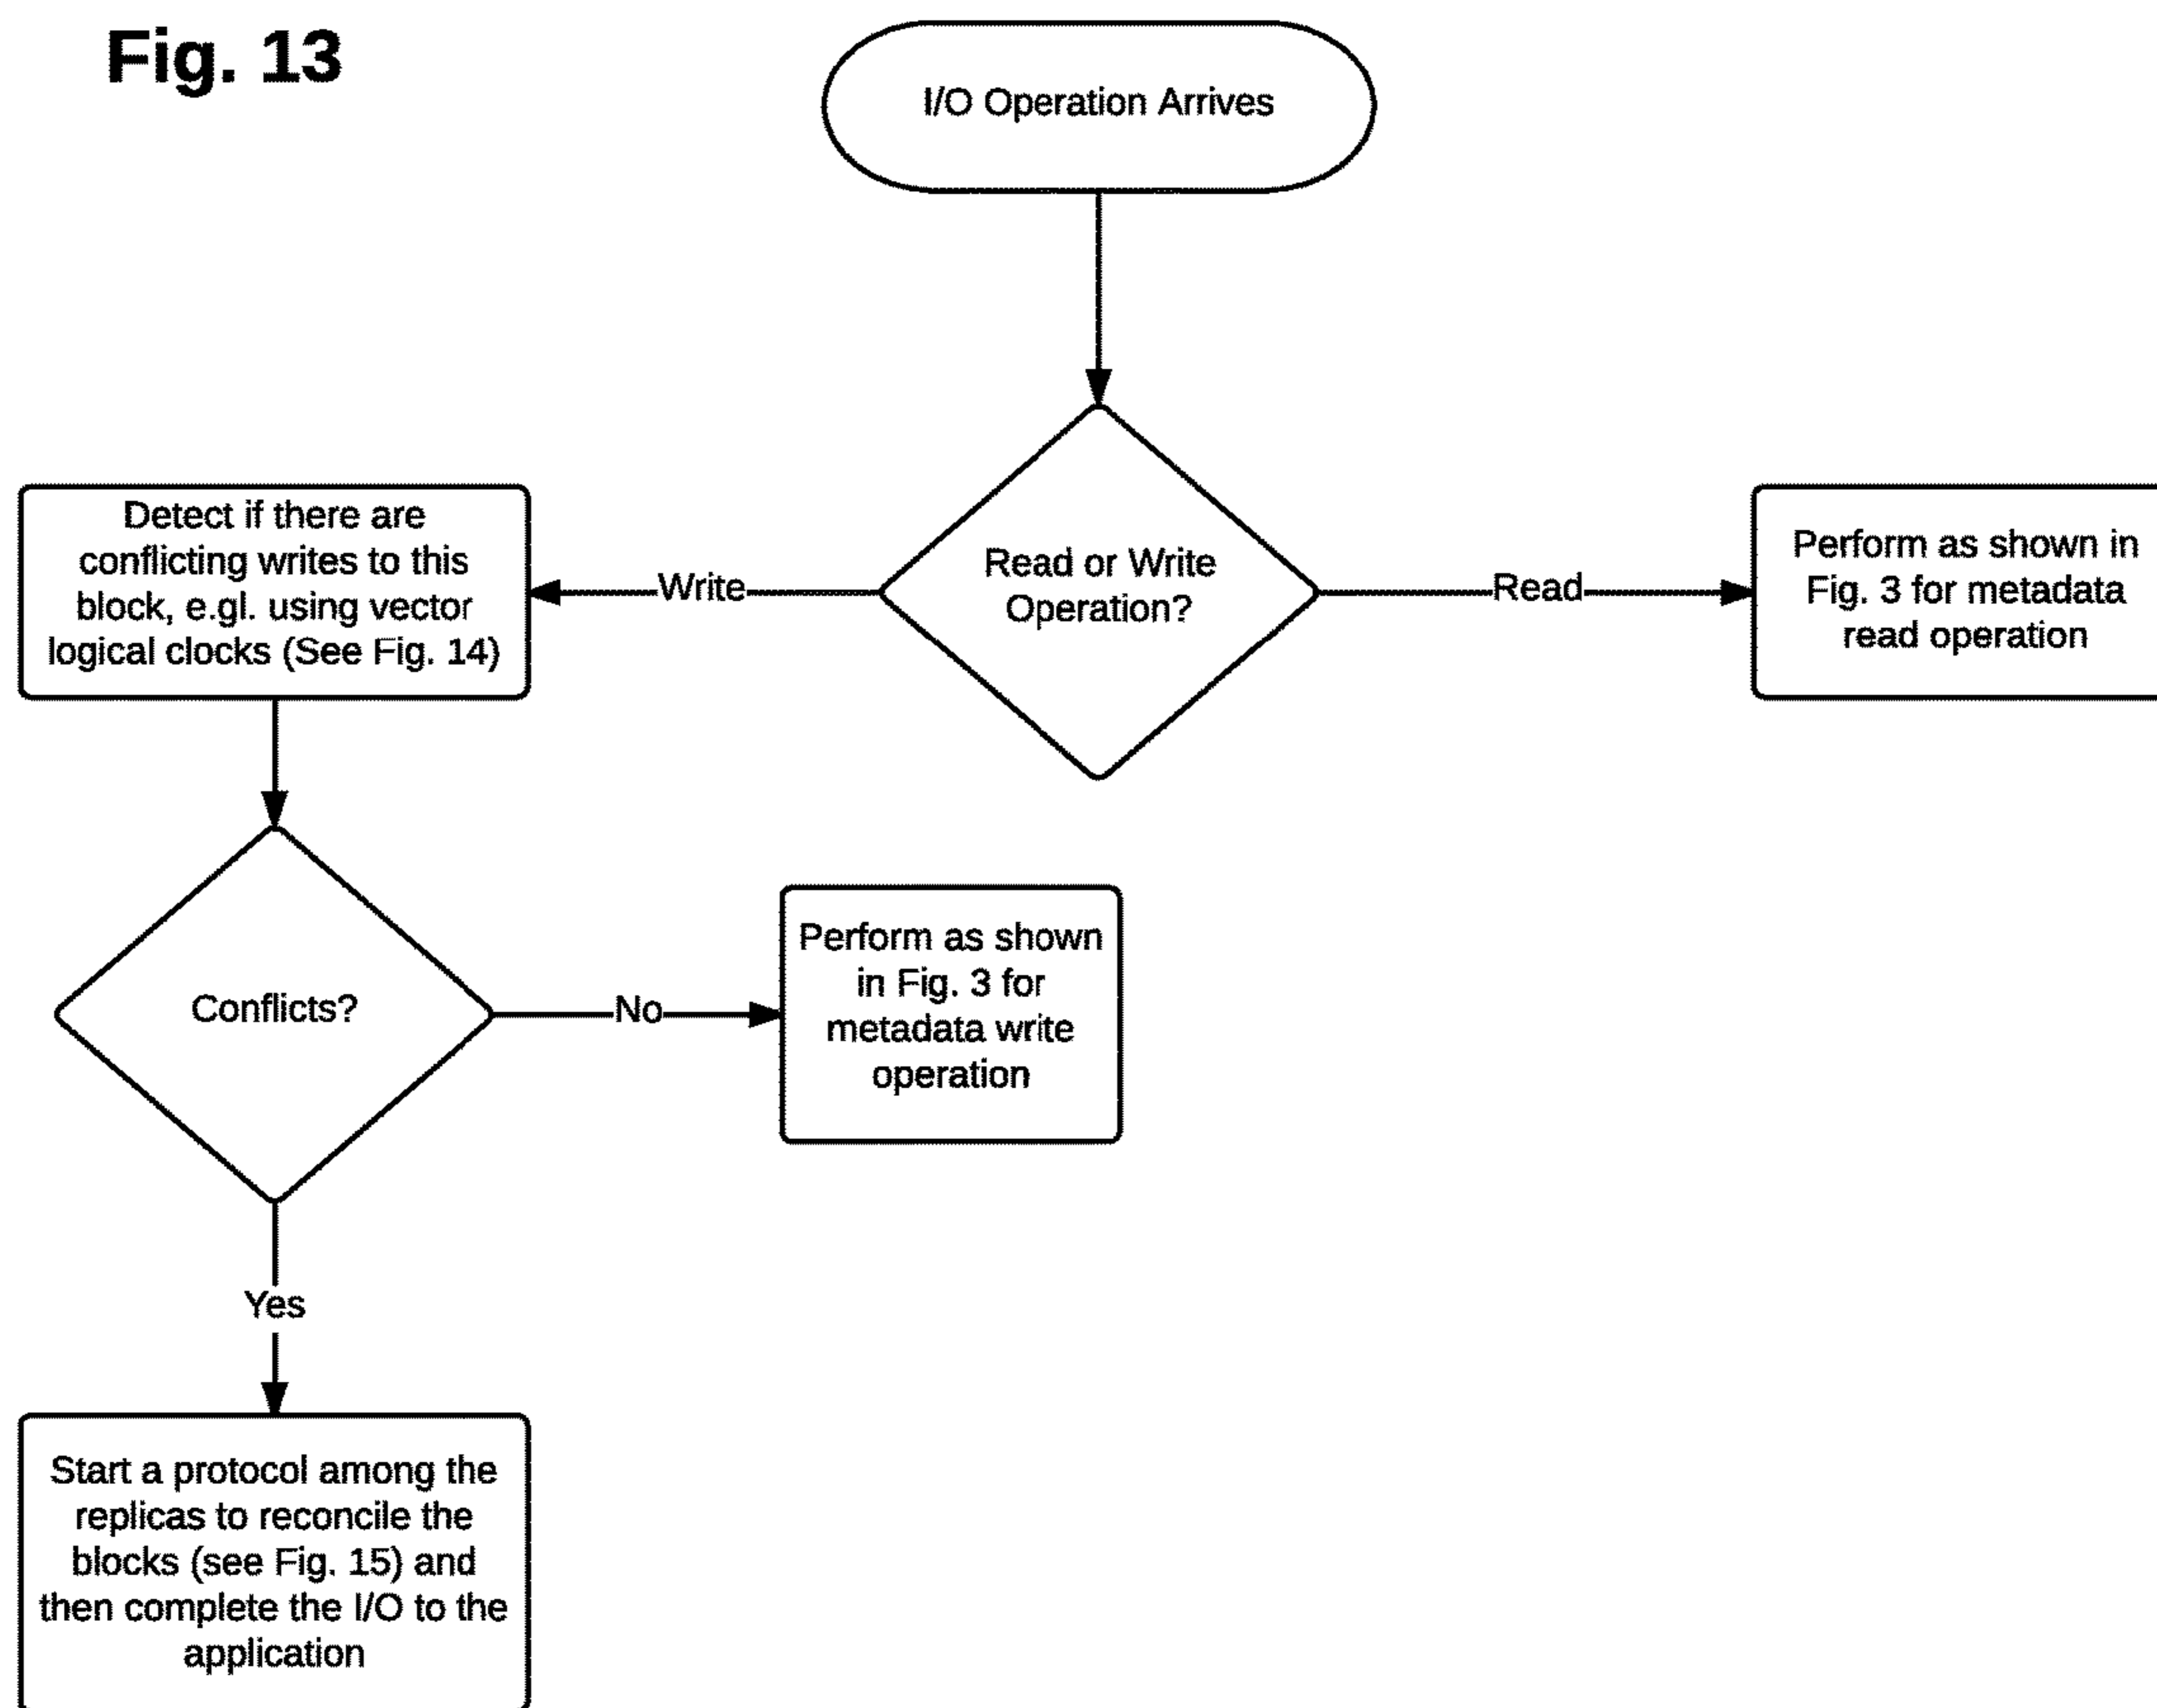 Fig. 13
I/O Operation Arrives
Read or Write
Operation?
Write
Read
Detect if there are
conflicting writes to this
block, e.gl. using vector
logical clocks (See Fig. 14)
Perform as shown in
Fig. 3 for metadata
read operation
Conflicts?
No
Perform as shown
in Fig. 3 for
metadata write
operation
Yes
Start a protocol among the
replicas to reconcile the
blocks (see Fig. 15) and
then complete the I/O to the
application